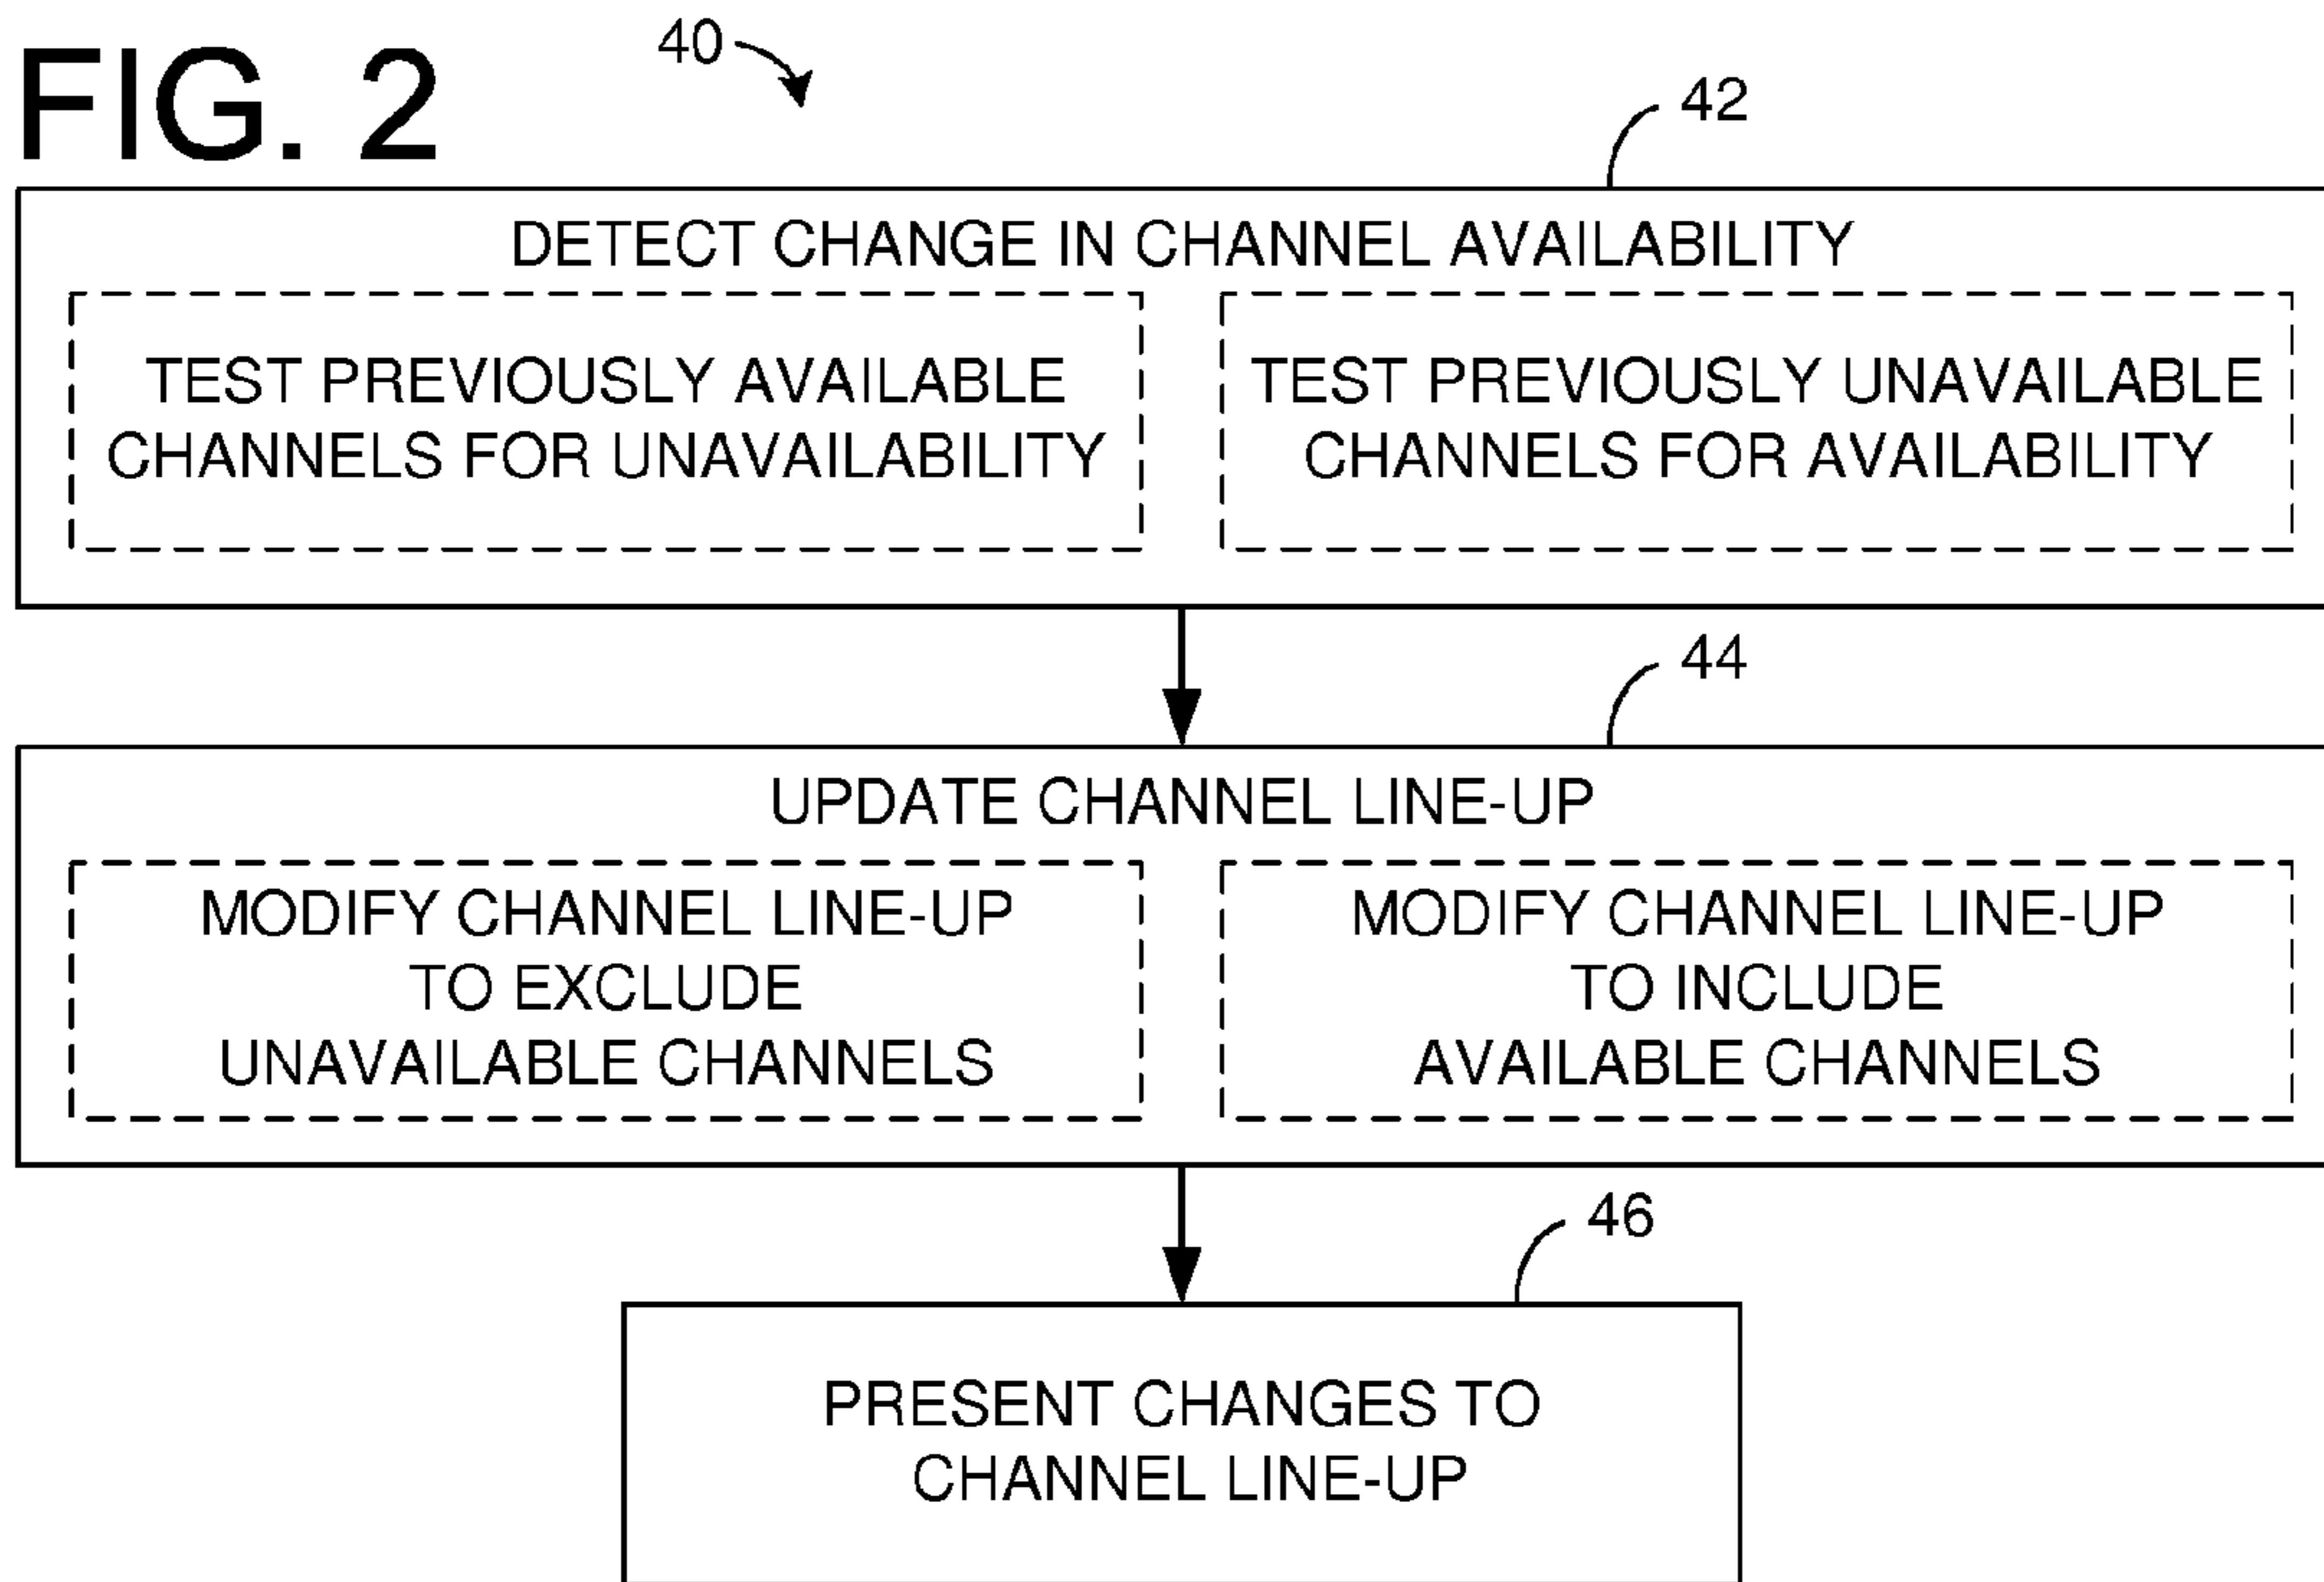 FIG. 2
40
42
DETECT CHANGE IN CHANNEL AVAILABILITY
TEST PREVIOUSLY AVAILABLE
CHANNELS FOR UNAVAILABILITY
TEST PREVIOUSLY UNAVAILABLE
CHANNELS FOR AVAILABILITY
44
UPDATE CHANNEL LINE-UP
MODIFY CHANNEL LINE-UP
TO EXCLUDE
UNAVAILABLE CHANNELS
MODIFY CHANNEL LINE-UP
TO INCLUDE
AVAILABLE CHANNELS
46
PRESENT CHANGES TO
CHANNEL LINE-UP